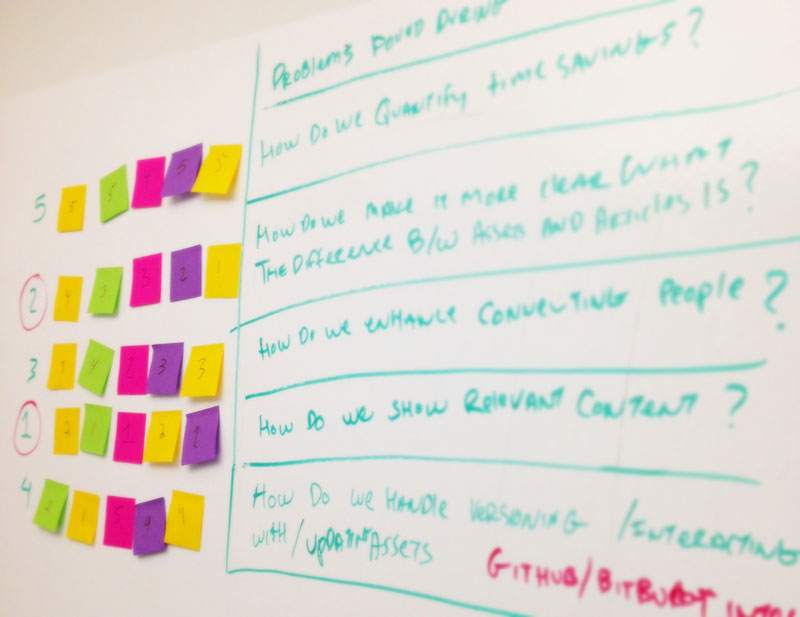 PROBLEMS FOUND DURING
HOW DO WE QUANTIFY TIME SAVINGS?
5 5 5 4 5 5
HOW DO WE MAKE IT MORE CLEAR WHAT
THE DIFFERENCE B/W ASSETS AND ARTICLES IS?
2 4 3 3 2 1
HOW DO WE ENHANCE CONNECTING PEOPLE?
3 3 4 2 3 3
HOW DO WE SHOW RELEVANT CONTENT?
1 2 1 1 2 1
HOW DO WE HANDLE VERSIONING / INTERACTING
WITH / UPDATING ASSETS
4 2 1 5 4 4
GITHUB/BITBUCKET